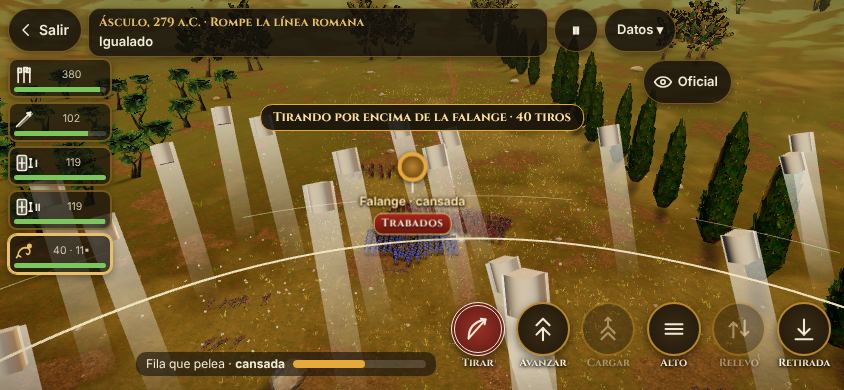 Salir
Ásculo, 279 a.C. · Rompe la línea romana
Igualado
Datos ▾
380
Oficial
102
Tirando por encima de la falange · 40 tiros
I I
119
Falange · cansada
I II
119
Trabados
40 · 11•
Fila que pelea · cansada
Tirar
Avanzar
Cargar
Alto
Relevo
Retirada